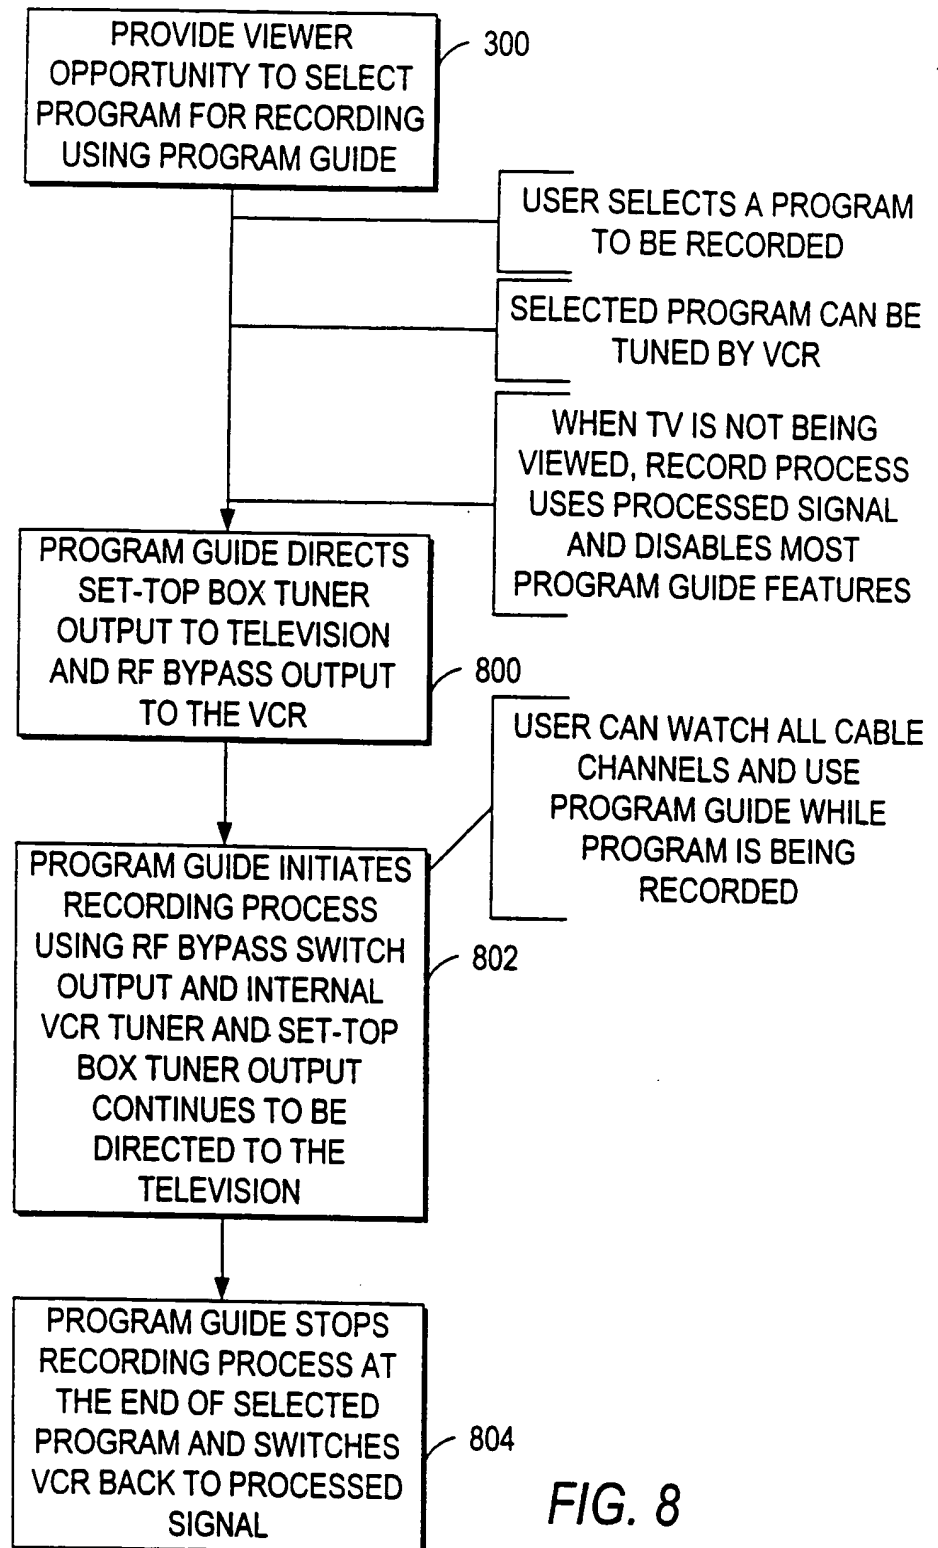 PROVIDE VIEWER
OPPORTUNITY TO SELECT
PROGRAM FOR RECORDING
USING PROGRAM GUIDE
300
USER SELECTS A PROGRAM
TO BE RECORDED
SELECTED PROGRAM CAN BE
TUNED BY VCR
WHEN TV IS NOT BEING
VIEWED, RECORD PROCESS
USES PROCESSED SIGNAL
AND DISABLES MOST
PROGRAM GUIDE FEATURES
PROGRAM GUIDE DIRECTS
SET-TOP BOX TUNER
OUTPUT TO TELEVISION
AND RF BYPASS OUTPUT
TO THE VCR
800
USER CAN WATCH ALL CABLE
CHANNELS AND USE
PROGRAM GUIDE WHILE
PROGRAM IS BEING
RECORDED
PROGRAM GUIDE INITIATES
RECORDING PROCESS
USING RF BYPASS SWITCH
OUTPUT AND INTERNAL
VCR TUNER AND SET-TOP
BOX TUNER OUTPUT
CONTINUES TO BE
DIRECTED TO THE
TELEVISION
802
PROGRAM GUIDE STOPS
RECORDING PROCESS AT
THE END OF SELECTED
PROGRAM AND SWITCHES
VCR BACK TO PROCESSED
SIGNAL
804
FIG. 8